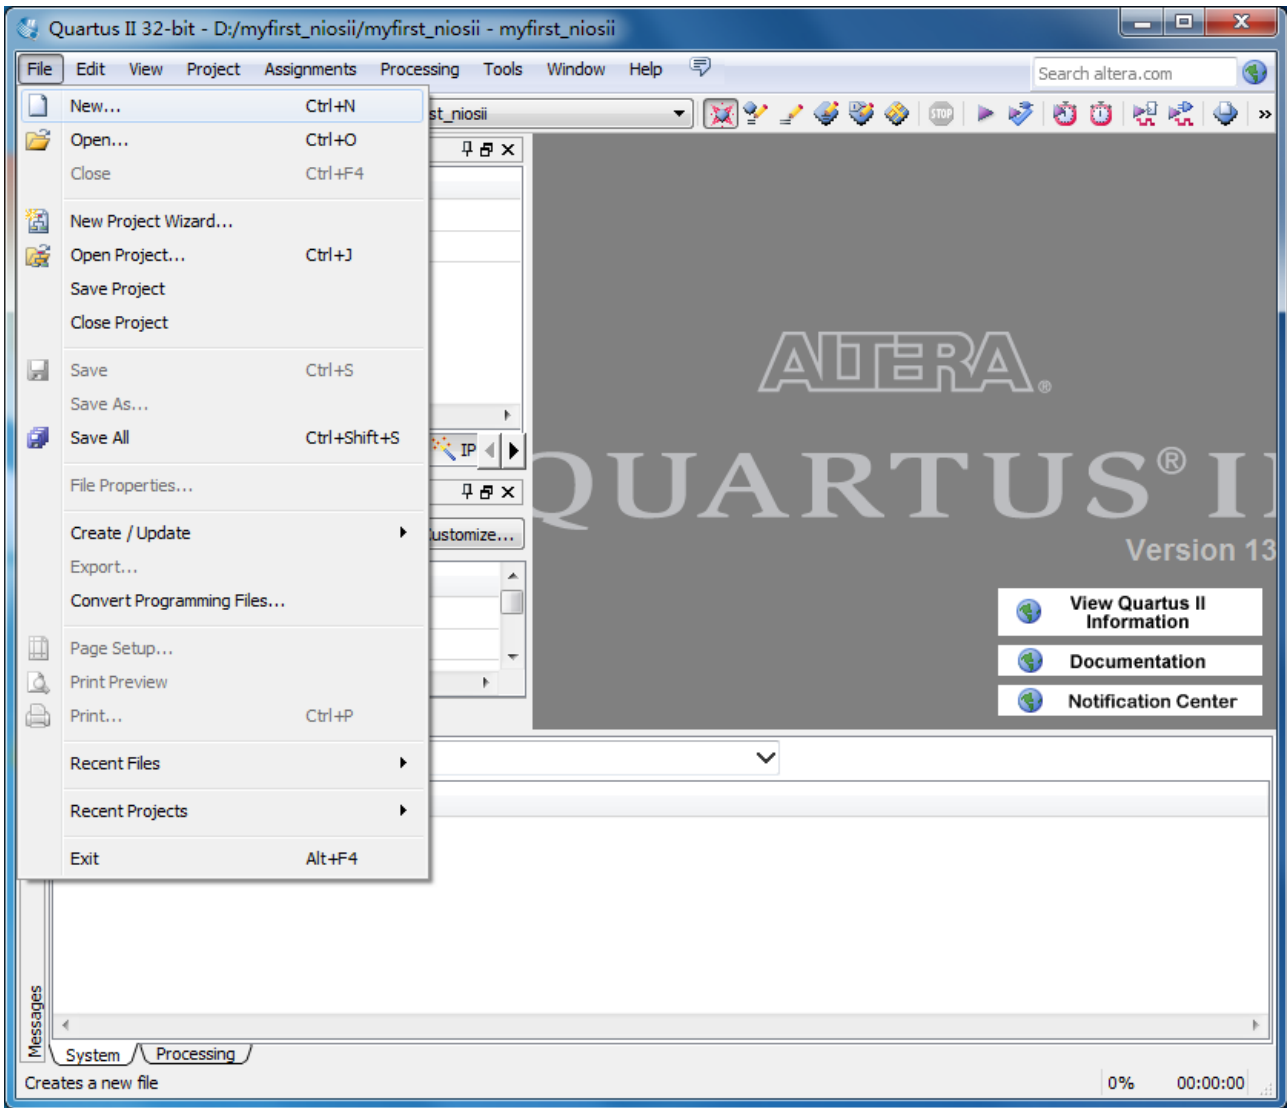 Quartus II 32-bit - D:/myfirst_niosii/myfirst_niosii - myfirst_niosii
File Edit View Project Assignments Processing Tools Window Help
Search altera.com
New... Ctrl+N
st_niosii
STOP
»
Open... Ctrl+O
Close Ctrl+F4
New Project Wizard...
Open Project... Ctrl+J
Save Project
Close Project
ALTERA®
Save Ctrl+S
Save As...
Save All Ctrl+Shift+S
IP
QUARTUS® II
File Properties...
Create / Update
ustomize...
Version 13
Export...
Convert Programming Files...
View Quartus II
Information
Page Setup...
Documentation
Print Preview
Notification Center
Print... Ctrl+P
Recent Files
Recent Projects
Exit Alt+F4
Messages
System Processing
Creates a new file 0% 00:00:00